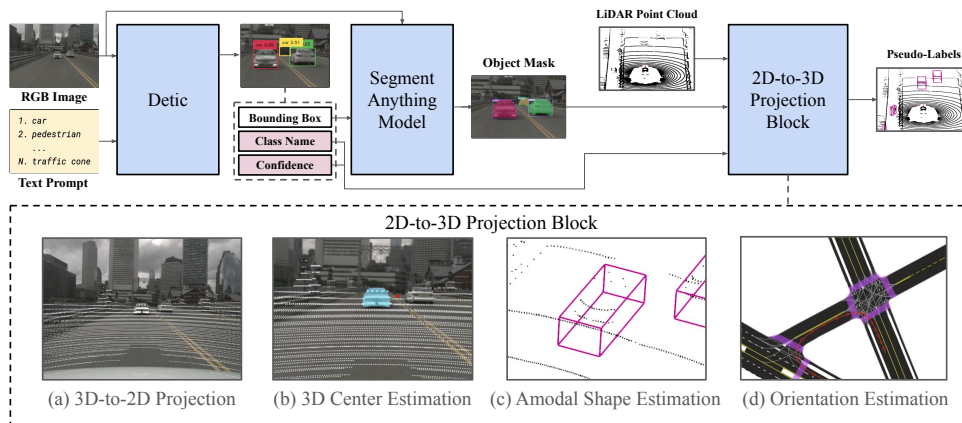 LiDAR Point Cloud
Pseudo-Labels
RGB Image
1. car
2. pedestrian
...
N. traffic cone
Text Prompt
Detic
Bounding Box
Class Name
Confidence
Segment
Anything
Model
Object Mask
2D-to-3D
Projection
Block
2D-to-3D Projection Block
(a) 3D-to-2D Projection
(b) 3D Center Estimation
(c) Amodal Shape Estimation
(d) Orientation Estimation